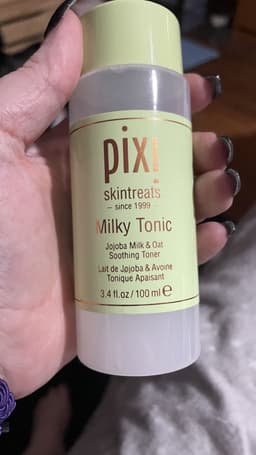 pixi
skintreats
– since 1999
Milky Tonic
Jojoba Milk & Oat
Soothing Toner
Lait de Jojoba & Avoine
Tonique Apaisant
3.4 fl.oz / 100 ml ℮